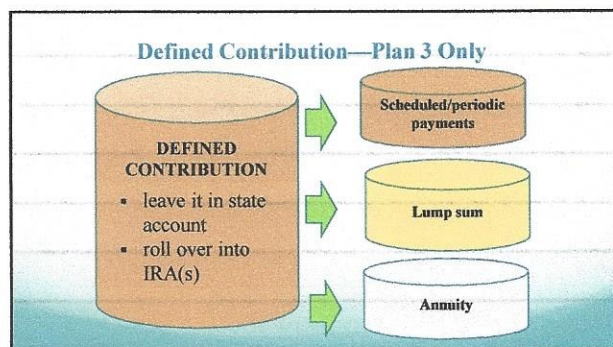 Defined Contribution—Plan 3 Only
DEFINED
CONTRIBUTION
▪ leave it in state
account
▪ roll over into
IRA(s)
Scheduled/periodic
payments
Lump sum
Annuity